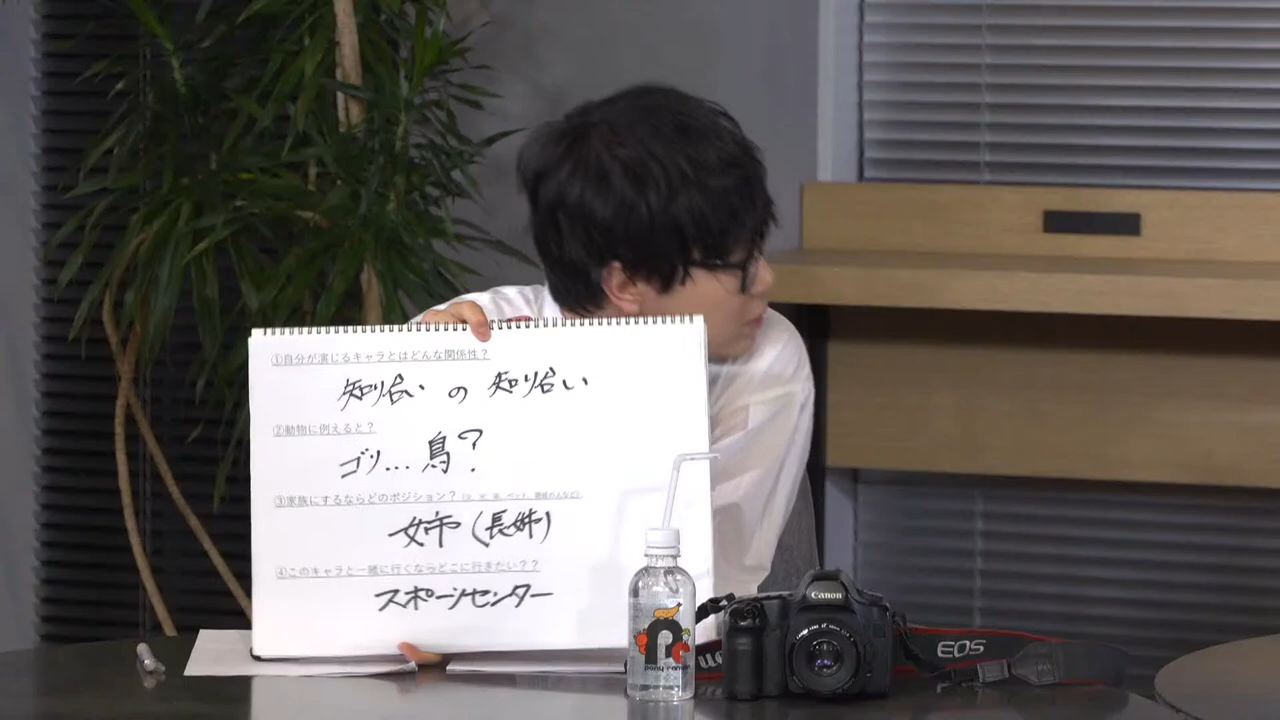 ①自分が演じるキャラとはどんな関係性？
知り合い の 知り合い
②動物に例えると？
ゴリ… 鳥？
③家族にするならどのポジション？
姉（長姉）
④このキャラと一緒に行くならどこに行きたい？？
スポーツセンター
pony canyon
Canon
EOS